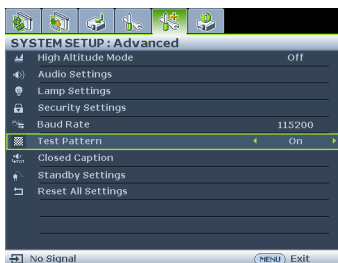 SYSTEM SETUP : Advanced
High Altitude Mode Off
Audio Settings
Lamp Settings
Security Settings
Baud Rate 115200
Test Pattern On
Closed Caption
Standby Settings
Reset All Settings
No Signal MENU Exit